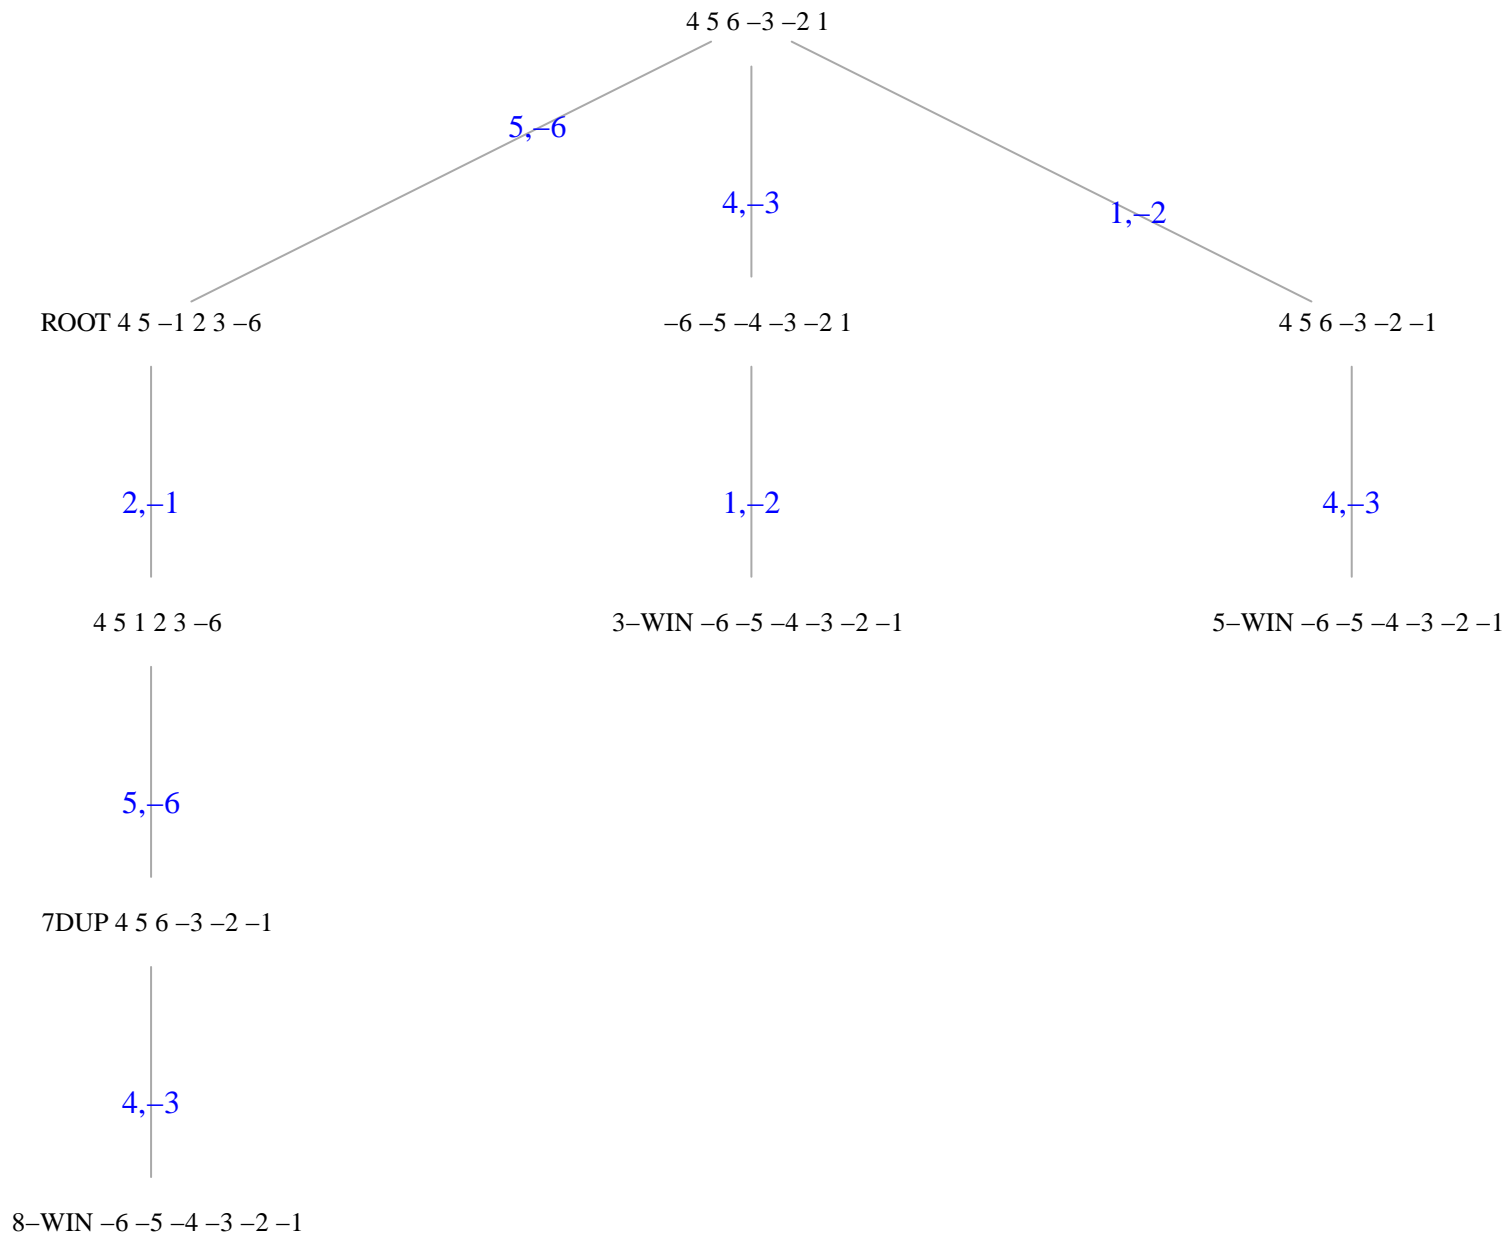 4 5 6 –3 –2 1
5,–6
4,–3
1,–2
ROOT 4 5 –1 2 3 –6
–6 –5 –4 –3 –2 1
4 5 6 –3 –2 –1
2,–1
1,–2
4,–3
4 5 1 2 3 –6
3–WIN –6 –5 –4 –3 –2 –1
5–WIN –6 –5 –4 –3 –2 –1
5,–6
7DUP 4 5 6 –3 –2 –1
4,–3
8–WIN –6 –5 –4 –3 –2 –1